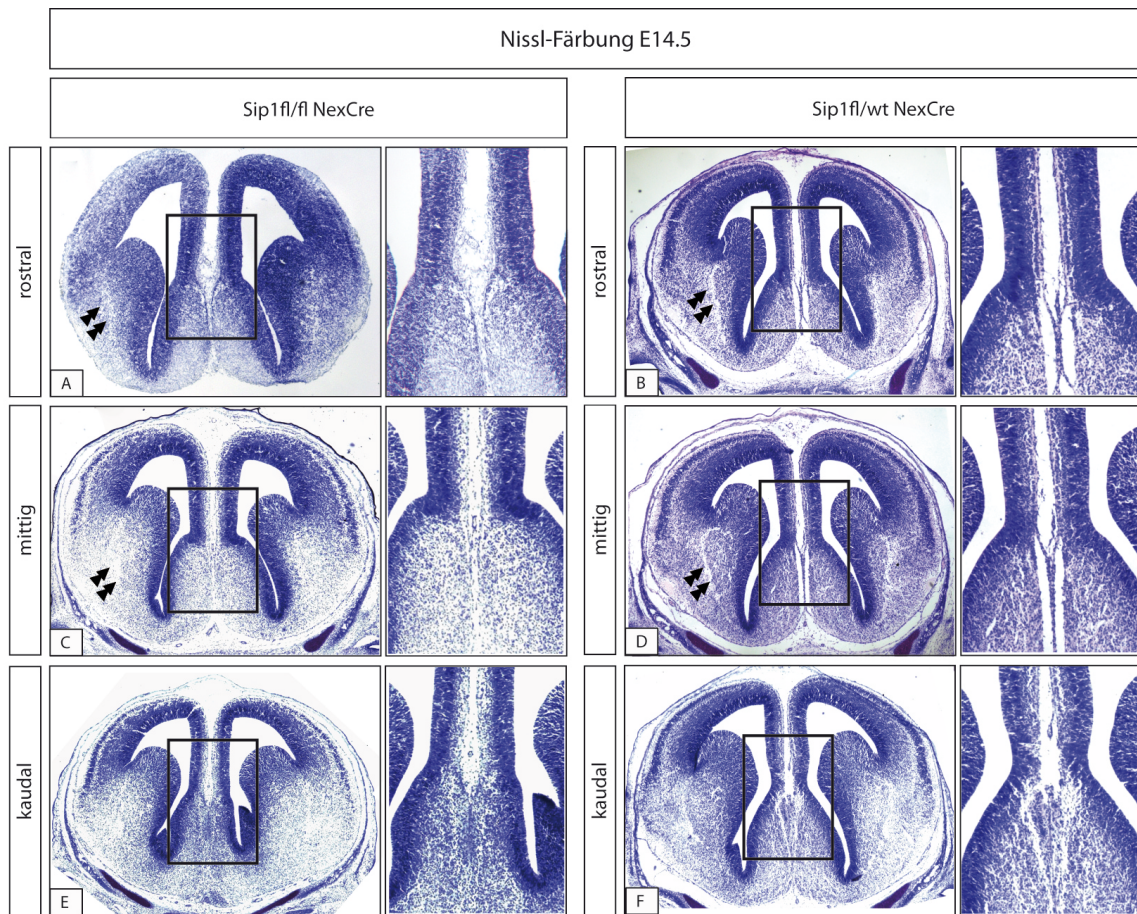 Nissl-Färbung E14.5
Sip1fl/fl NexCre
Sip1fl/wt NexCre
rostral
A
rostral
B
mittig
C
mittig
D
kaudal
E
kaudal
F